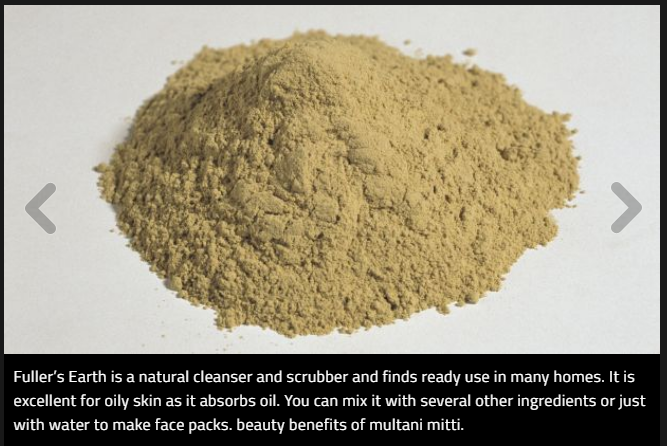 Fuller's Earth is a natural cleanser and scrubber and finds ready use in many homes. It is
excellent for oily skin as it absorbs oil. You can mix it with several other ingredients or just
with water to make face packs. beauty benefits of multani mitti.